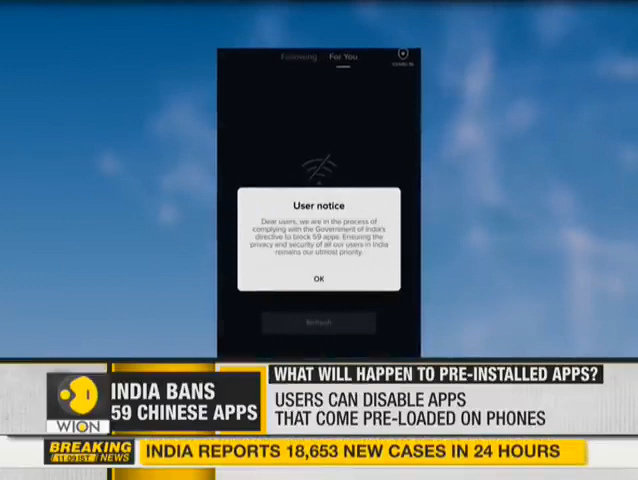 Following For You
User notice
Dear users, we are in the process of
complying with the Government of India's
directive to block 59 apps. Ensuring the
privacy and security of all our users in India
remains our utmost priority.
OK
Refresh
INDIA BANS
59 CHINESE APPS
WHAT WILL HAPPEN TO PRE-INSTALLED APPS?
USERS CAN DISABLE APPS
THAT COME PRE-LOADED ON PHONES
WION
BREAKING
11:09 IST NEWS
INDIA REPORTS 18,653 NEW CASES IN 24 HOURS